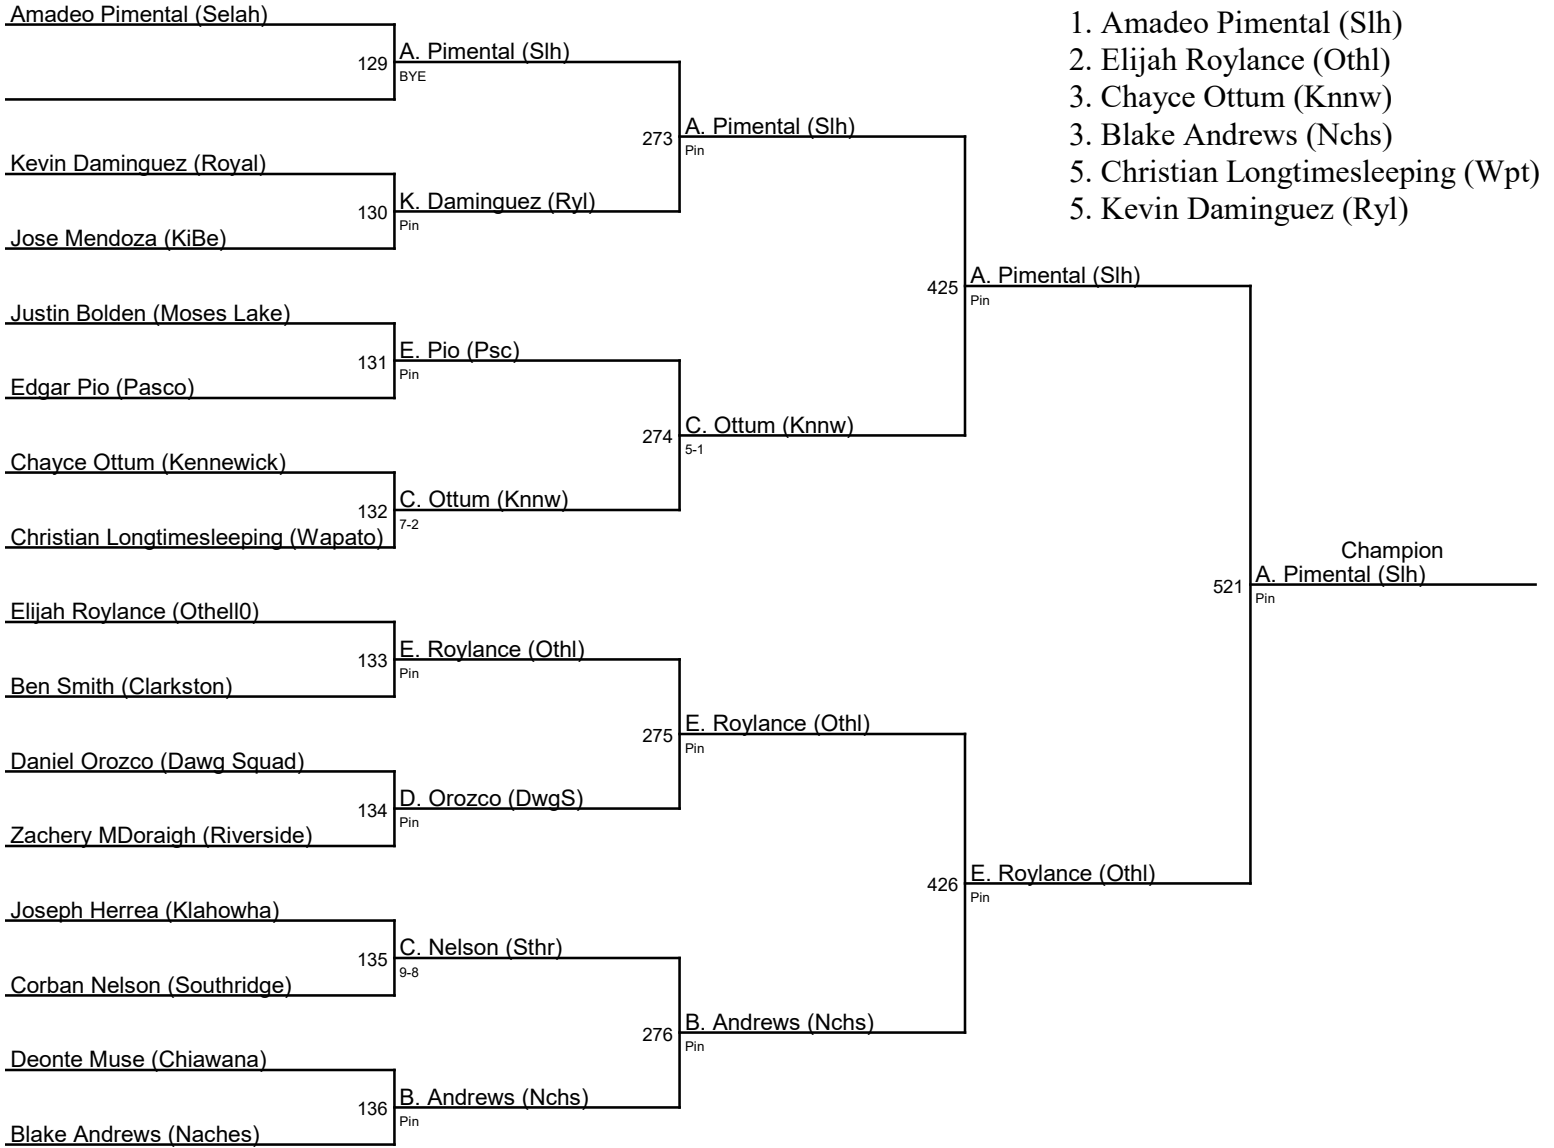 Amadeo Pimental (Selah)
129
A. Pimental (Slh)
BYE
Kevin Daminguez (Royal)
130
K. Daminguez (Ryl)
Pin
Jose Mendoza (KiBe)
273
A. Pimental (Slh)
Pin
Justin Bolden (Moses Lake)
131
E. Pio (Psc)
Pin
Edgar Pio (Pasco)
274
C. Ottum (Knnw)
5-1
Chayce Ottum (Kennewick)
132
C. Ottum (Knnw)
7-2
Christian Longtimesleeping (Wapato)
425
A. Pimental (Slh)
Pin
Elijah Roylance (Othell0)
133
E. Roylance (Othl)
Pin
Ben Smith (Clarkston)
275
E. Roylance (Othl)
Pin
Daniel Orozco (Dawg Squad)
134
D. Orozco (DwgS)
Pin
Zachery MDoraigh (Riverside)
426
E. Roylance (Othl)
Pin
Joseph Herrea (Klahowha)
135
C. Nelson (Sthr)
9-8
Corban Nelson (Southridge)
276
B. Andrews (Nchs)
Pin
Deonte Muse (Chiawana)
136
B. Andrews (Nchs)
Pin
Blake Andrews (Naches)
Champion
521
A. Pimental (Slh)
Pin
1. Amadeo Pimental (Slh)
2. Elijah Roylance (Othl)
3. Chayce Ottum (Knnw)
3. Blake Andrews (Nchs)
5. Christian Longtimesleeping (Wpt)
5. Kevin Daminguez (Ryl)